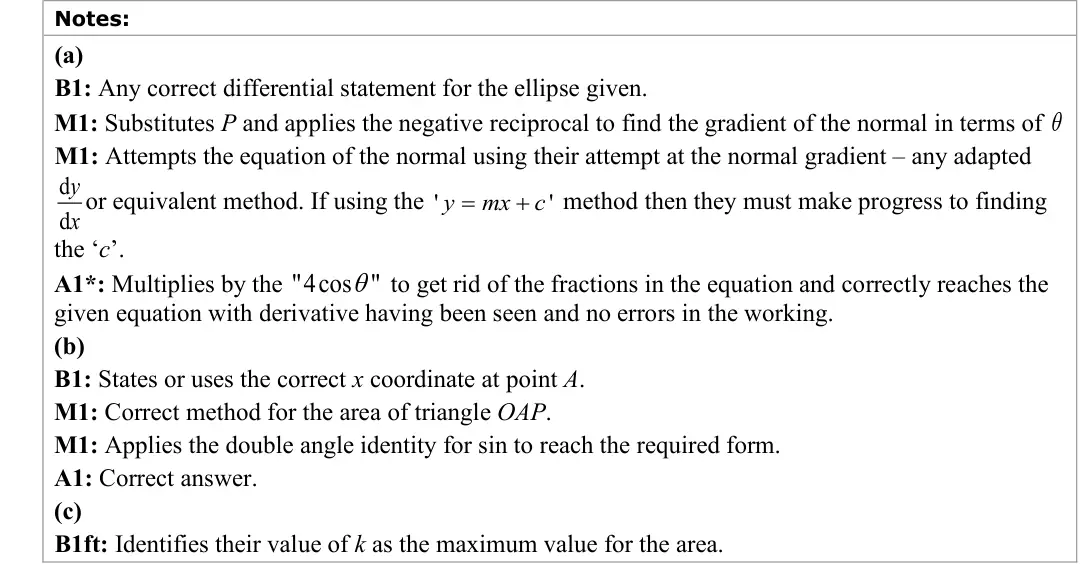 Notes:
(a)
B1: Any correct differential statement for the ellipse given.
M1: Substitutes P and applies the negative reciprocal to find the gradient of the normal in terms of θ
M1: Attempts the equation of the normal using their attempt at the normal gradient – any adapted
dy/dx or equivalent method. If using the 'y = mx + c' method then they must make progress to finding
the ‘c’.
A1*: Multiplies by the "4cosθ" to get rid of the fractions in the equation and correctly reaches the
given equation with derivative having been seen and no errors in the working.
(b)
B1: States or uses the correct x coordinate at point A.
M1: Correct method for the area of triangle OAP.
M1: Applies the double angle identity for sin to reach the required form.
A1: Correct answer.
(c)
B1ft: Identifies their value of k as the maximum value for the area.